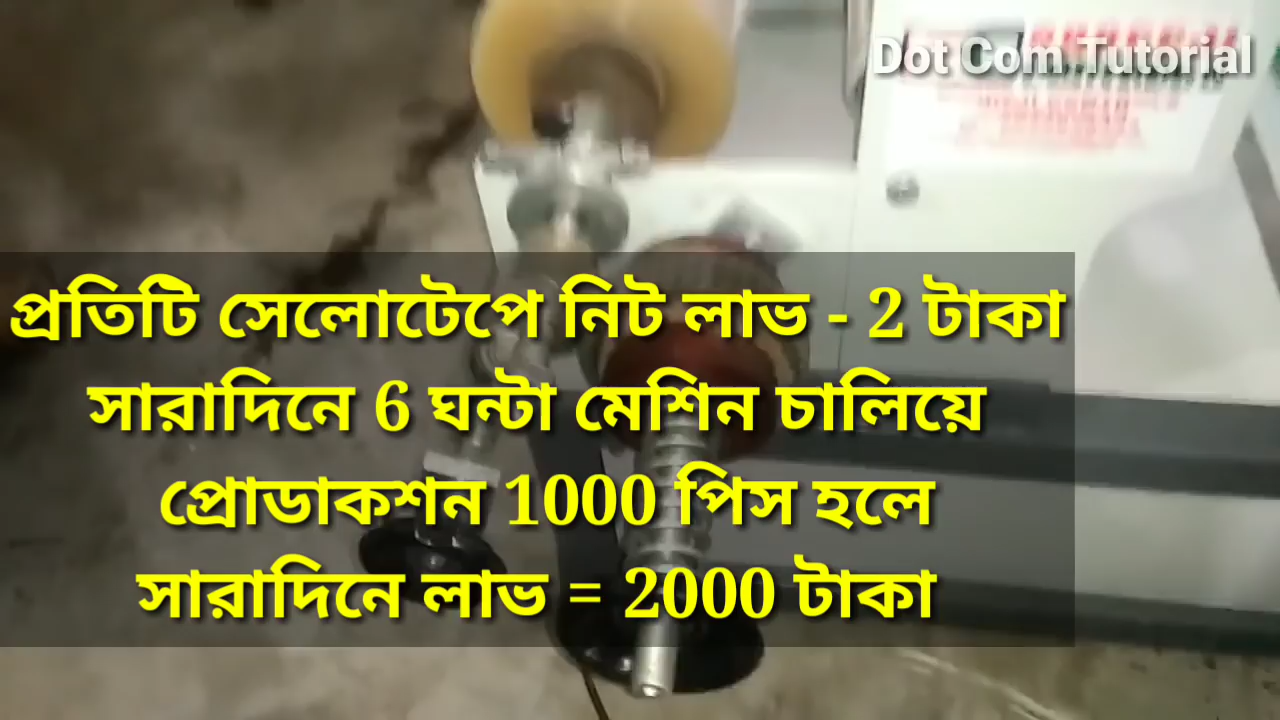 Dot Com Tutorial
প্রতিটি সেলোটেপে নিট লাভ - 2 টাকা
সারাদিনে 6 ঘন্টা মেশিন চালিয়ে
প্রোডাকশন 1000 পিস হলে
সারাদিনে লাভ = 2000 টাকা